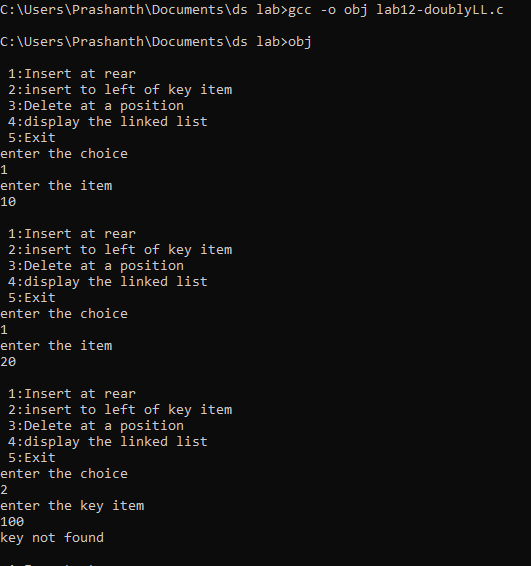 C:\Users\Prashanth\Documents\ds lab>gcc -o obj lab12-doublyLL.c
C:\Users\Prashanth\Documents\ds lab>obj
1:Insert at rear
2:insert to left of key item
3:Delete at a position
4:display the linked list
5:Exit
enter the choice
1
enter the item
10
1:Insert at rear
2:insert to left of key item
3:Delete at a position
4:display the linked list
5:Exit
enter the choice
1
enter the item
20
1:Insert at rear
2:insert to left of key item
3:Delete at a position
4:display the linked list
5:Exit
enter the choice
2
enter the key item
100
key not found